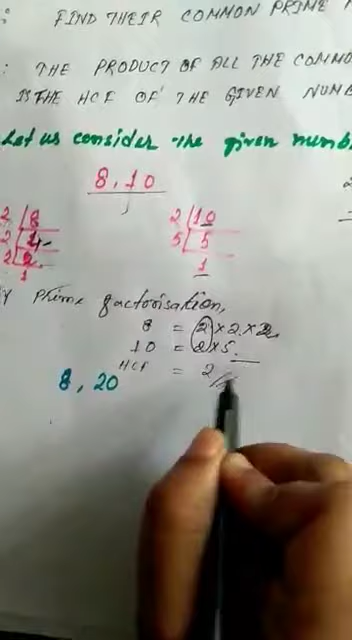 : FIND THEIR COMMON PRIME
: THE PRODUCT OF ALL THE COMMO
IS THE HCF OF THE GIVEN NUMB
Let us consider the given numb
8, 10
2 | 8
2 | 4
2 | 2
1
2 | 10
5 | 5
1
y Prime factorisation,
8 = 2 × 2 × 2
10 = 2 × 5
HCF = 2
8, 20